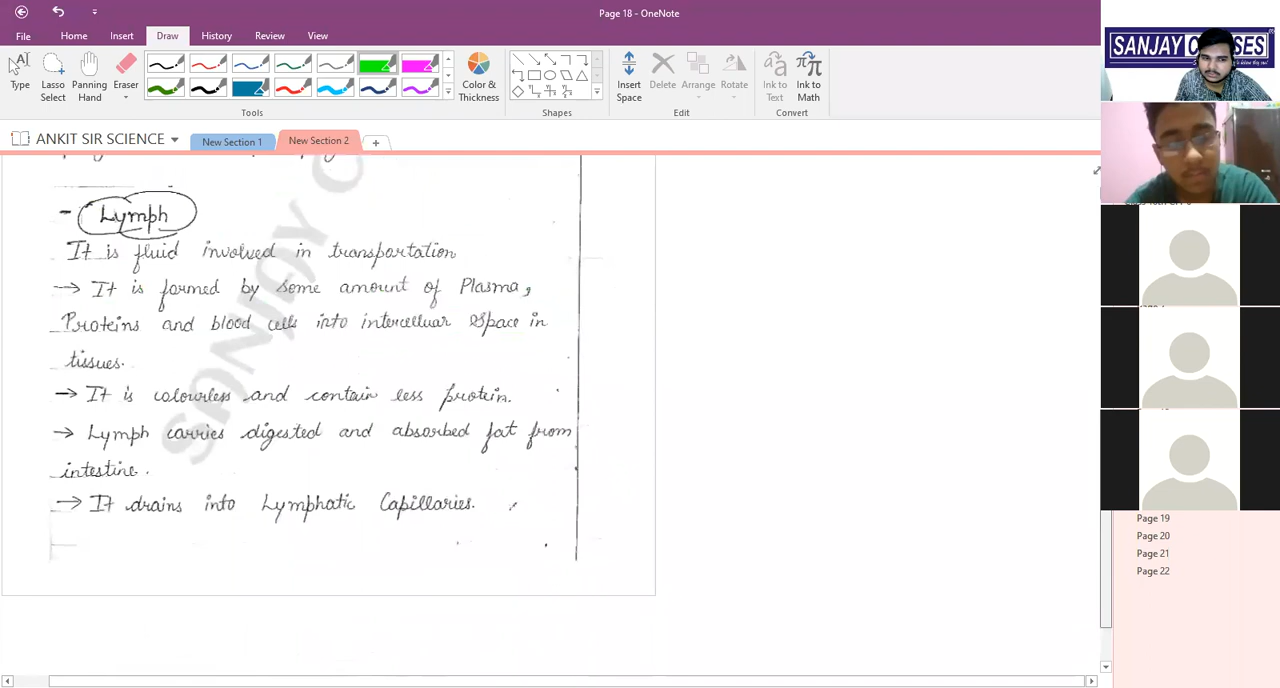 Page 18 - OneNote
File Home Insert Draw History Review View
Type Lasso Select Panning Hand Eraser Color & Thickness Insert Space Delete Arrange Rotate Ink to Text Ink to Math
Tools Shapes Edit Convert
ANKIT SIR SCIENCE New Section 1 New Section 2
SANJAY
- Lymph
It is fluid involved in transportation
→ It is formed by some amount of Plasma,
Proteins and blood cells into intercelluar space in
tissues.
→ It is colourless and contain less protein.
→ Lymph carries digested and absorbed fat from
intestine.
→ It drains into Lymphatic Capillaries.
Page 19
Page 20
Page 21
Page 22